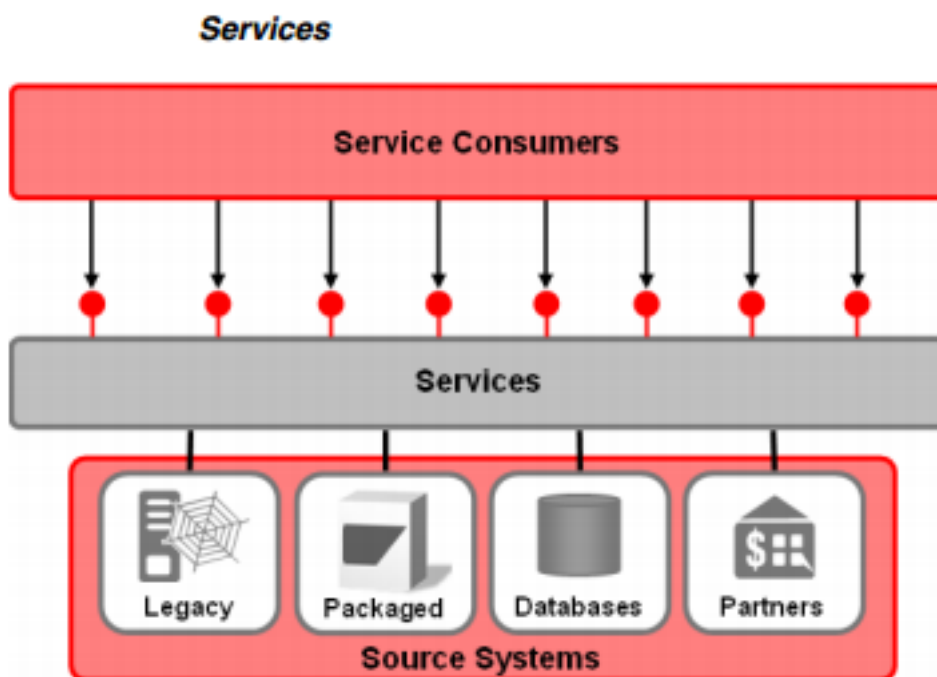 Services
Service Consumers
Services
$
Legacy
Packaged
Databases
Partners
Source Systems